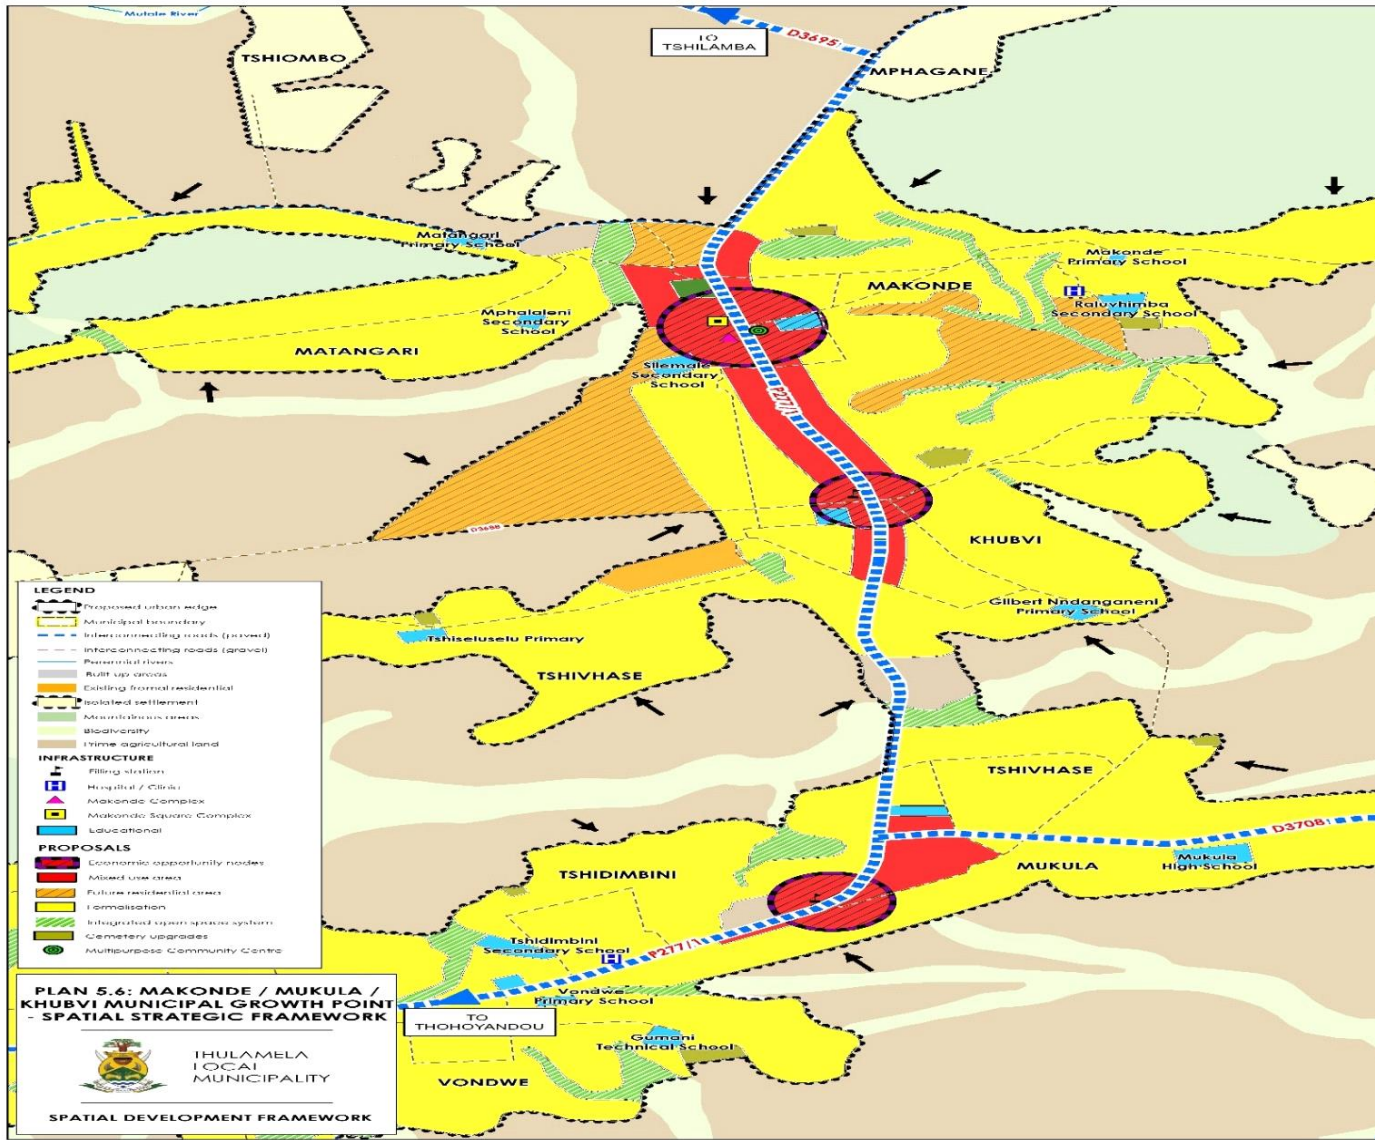 Mutale River
TO
TSHILAMBA
D3695
TSHIOMBO
MPHAGANE
Matangari
Primary School
Makonde
Primary School
MAKONDE
Raluvhimba
Secondary School
Mphalaleni
Secondary
School
MATANGARI
Secondary
School
P277/1
KHUBVI
Gilbert Nndanganeni
Primary School
Tshiseluselu Primary
TSHIVHASE
TSHIVHASE
D3708
MUKULA
Mukula
High School
TSHIDIMBINI
Tshidimbini
Secondary School
P277/1
Vondwe
Primary School
TO
THOHOYANDOU
Gumani
Technical School
VONDWE
LEGEND
Proposed urban edge
Municipal boundary
Interconnecting roads (paved)
Interconnecting roads (gravel)
Perennial rivers
Built up areas
Existing fromal residential
Isolated settlement
Mountainous areas
Biodiversity
Prime agricultural land
INFRASTRUCTURE
Filling station
H Hospital / Clinic
Makonde Complex
Makonde Square Complex
Educational
PROPOSALS
Economic opportunity nodes
Mixed use area
Future residential area
Formalisation
Integrated open space system
Cemetery upgrades
Multipurpose Community Centre
PLAN 5.6: MAKONDE / MUKULA /
KHUBVI MUNICIPAL GROWTH POINT
- SPATIAL STRATEGIC FRAMEWORK
THULAMELA
LOCAL
MUNICIPALITY
SPATIAL DEVELOPMENT FRAMEWORK